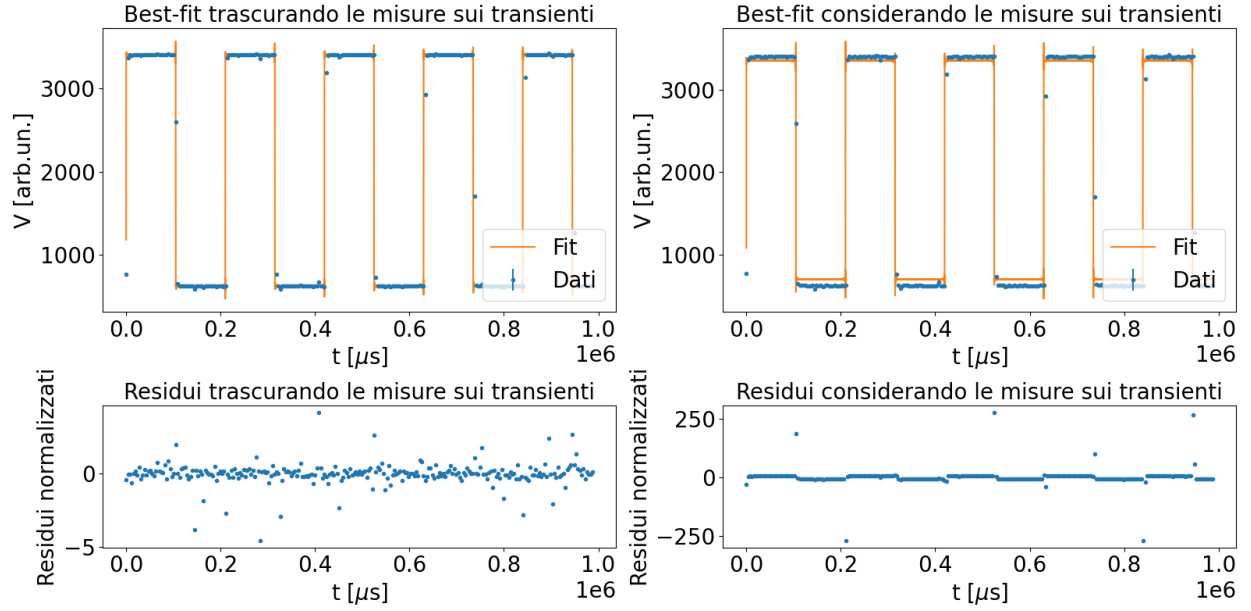 Best-fit trascurando le misure sui transienti
V [arb.un.]
3000
2000
1000
Fit
Dati
0.0 0.2 0.4 0.6 0.8 1.0
t [μs]
1e6
Best-fit considerando le misure sui transienti
V [arb.un.]
3000
2000
1000
Fit
Dati
0.0 0.2 0.4 0.6 0.8 1.0
t [μs]
1e6
Residui trascurando le misure sui transienti
Residui normalizzati
0
−5
0.0 0.2 0.4 0.6 0.8 1.0
t [μs]
1e6
Residui considerando le misure sui transienti
Residui normalizzati
250
0
−250
0.0 0.2 0.4 0.6 0.8 1.0
t [μs]
1e6